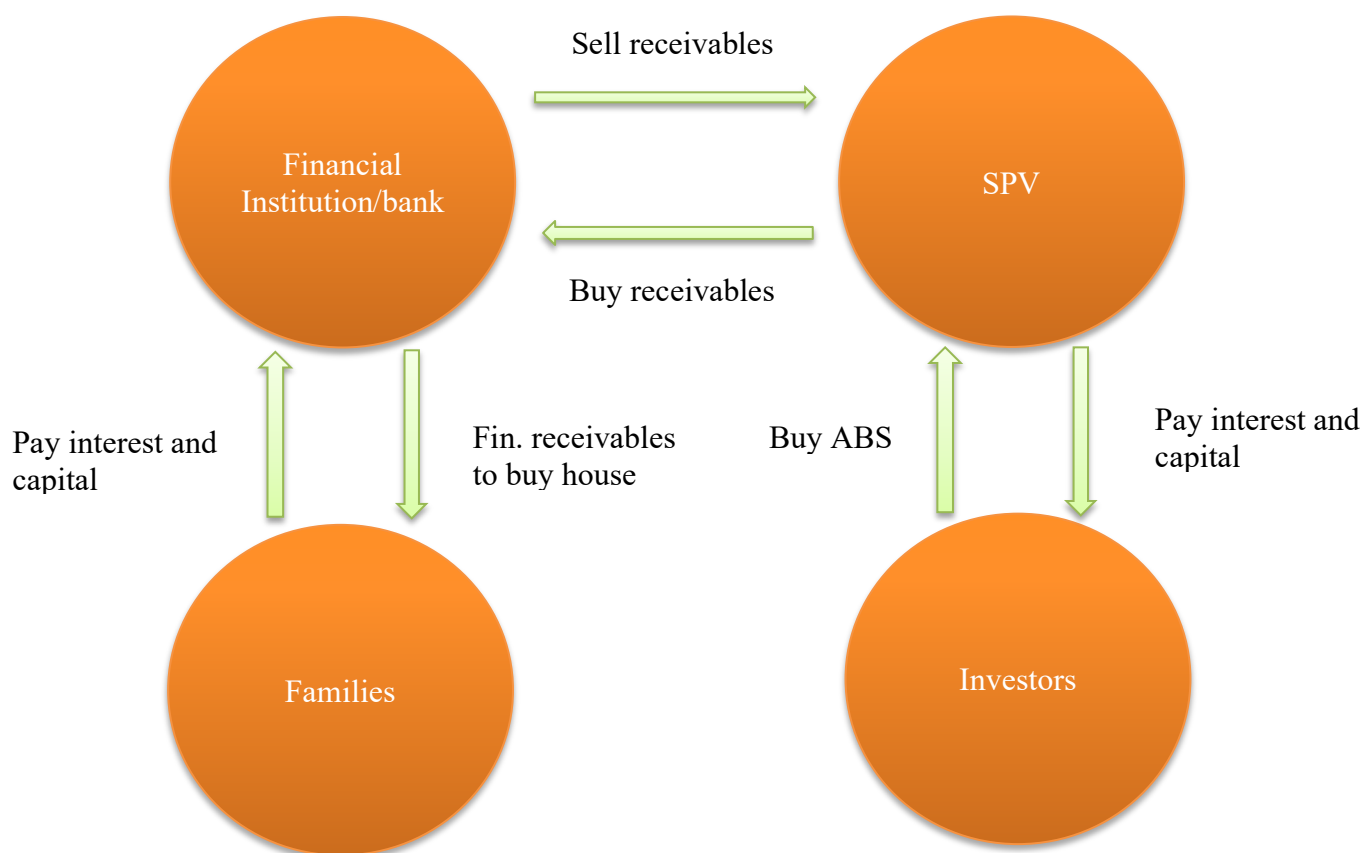 Sell receivables
Financial
Institution/bank
SPV
Buy receivables
Pay interest and
capital
Fin. receivables
to buy house
Buy ABS
Pay interest and
capital
Families
Investors